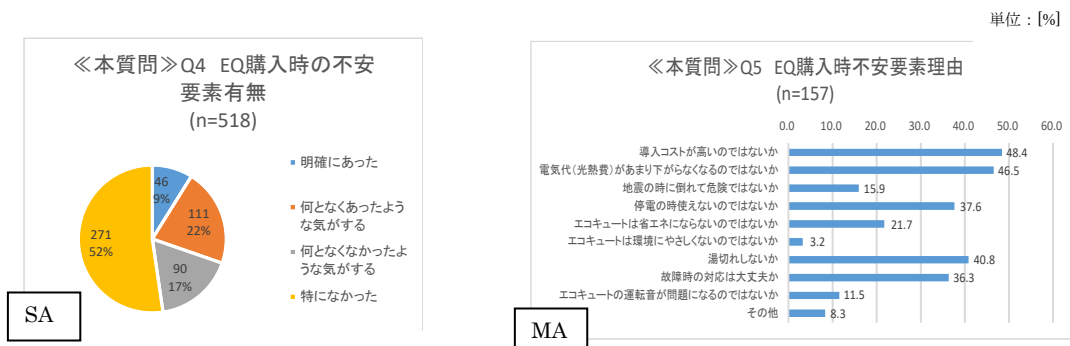 単位：[%]
≪本質問≫Q4 EQ購入時の不安
要素有無
(n=518)
46
9%
111
22%
90
17%
271
52%
明確にあった
何となくあったよう
な気がする
何となくなかったよ
うな気がする
特になかった
SA
≪本質問≫Q5 EQ購入時不安要素理由
(n=157)
0.0 10.0 20.0 30.0 40.0 50.0 60.0
導入コストが高いのではないか 48.4
電気代（光熱費）があまり下がらなくなるのではないか 46.5
地震の時に倒れて危険ではないか 15.9
停電の時使えないのではないか 37.6
エコキュートは省エネにならないのではないか 21.7
エコキュートは環境にやさしくないのではないか 3.2
湯切れしないか 40.8
故障時の対応は大丈夫か 36.3
エコキュートの運転音が問題になるのではないか 11.5
その他 8.3
MA